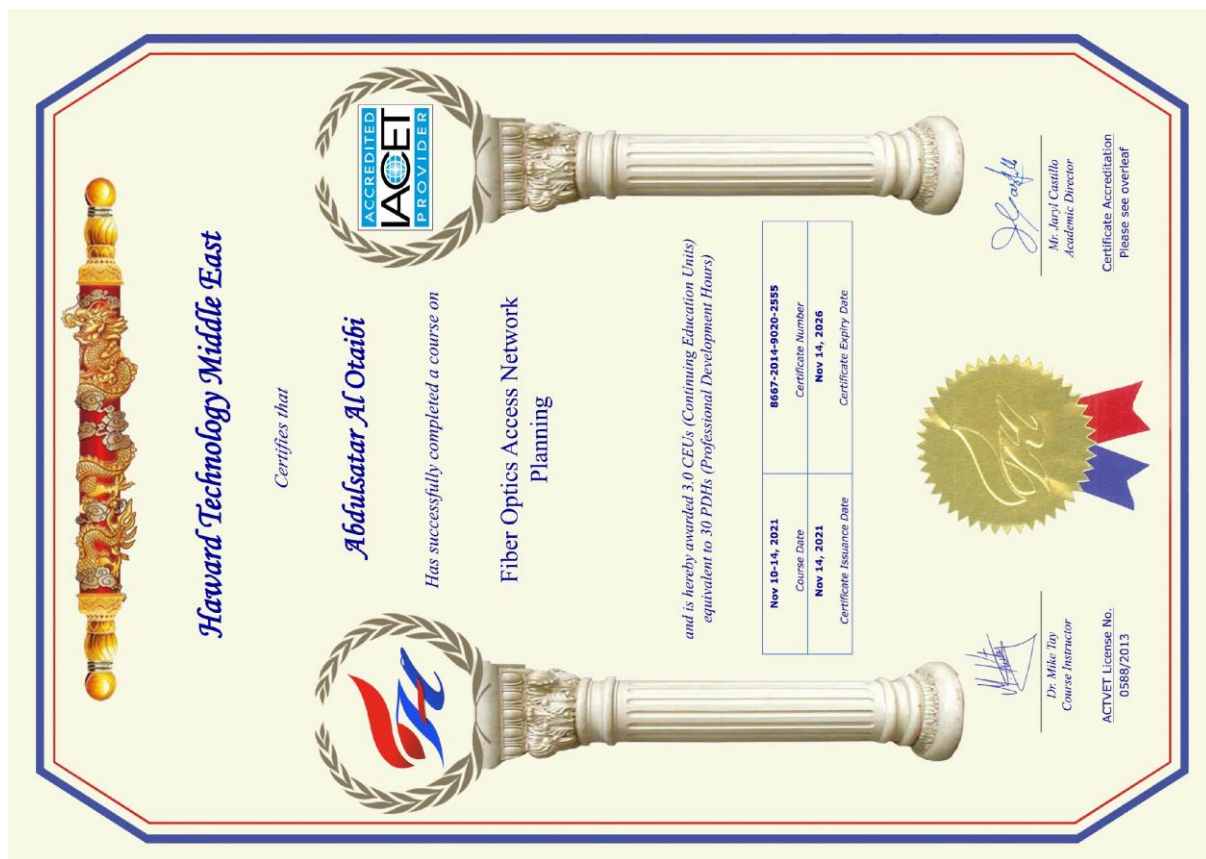 Haward Technology Middle East
Certifies that
Abdulsatar Al Otaibi
Has successfully completed a course on
Fiber Optics Access Network
Planning
ACCREDITED
IACET
PROVIDER
and is hereby awarded 3.0 CEUs (Continuing Education Units)
equivalent to 30 PDHs (Professional Development Hours)
Nov 10-14, 2021 8667-2014-9020-2555
Course Date Certificate Number
Nov 14, 2021 Nov 14, 2026
Certificate Issuance Date Certificate Expiry Date
Dr. Mike Tay
Course Instructor
ACTVET License No.
0588/2013
Mr. Jaryl Castillo
Academic Director
Certificate Accreditation
Please see overleaf